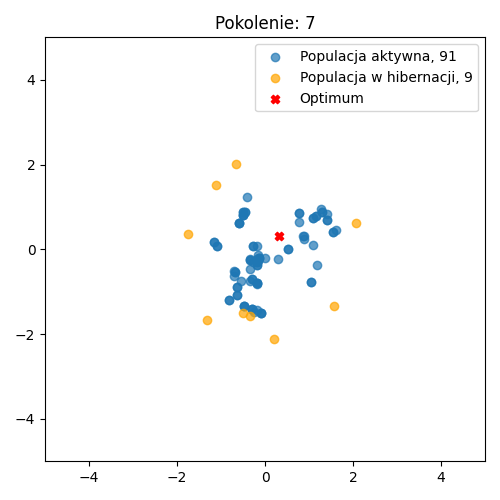 Pokolenie: 7
Populacja aktywna, 91
Populacja w hibernacji, 9
Optimum
4
2
0
−2
−4
−4 −2 0 2 4